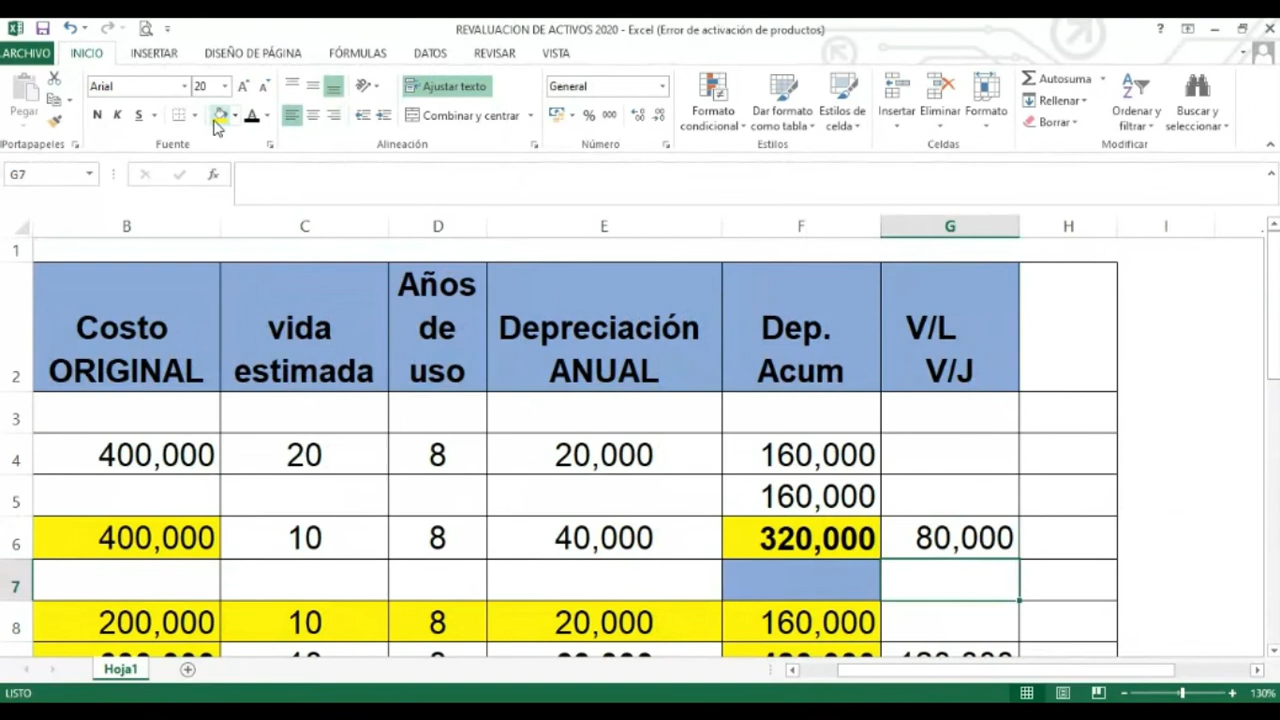 REVALUACION DE ACTIVOS 2020 - Excel (Error de activación de productos)
ARCHIVO INICIO INSERTAR DISEÑO DE PÁGINA FÓRMULAS DATOS REVISAR VISTA
Arial 20 Ajustar texto General Autosuma
Pegar N K S Combinar y centrar % 000 Formato condicional Dar formato como tabla Estilos de celda Insertar Eliminar Formato Rellenar Borrar Ordenar y filtrar Buscar y seleccionar
Portapapeles Fuente Alineación Número Estilos Celdas Modificar
G7 fx
B C D E F G H I
1
2 Costo ORIGINAL vida estimada Años de uso Depreciación ANUAL Dep. Acum V/L V/J
3
4 400,000 20 8 20,000 160,000
5 160,000
6 400,000 10 8 40,000 320,000 80,000
7
8 200,000 10 8 20,000 160,000
Hoja1
LISTO 130%